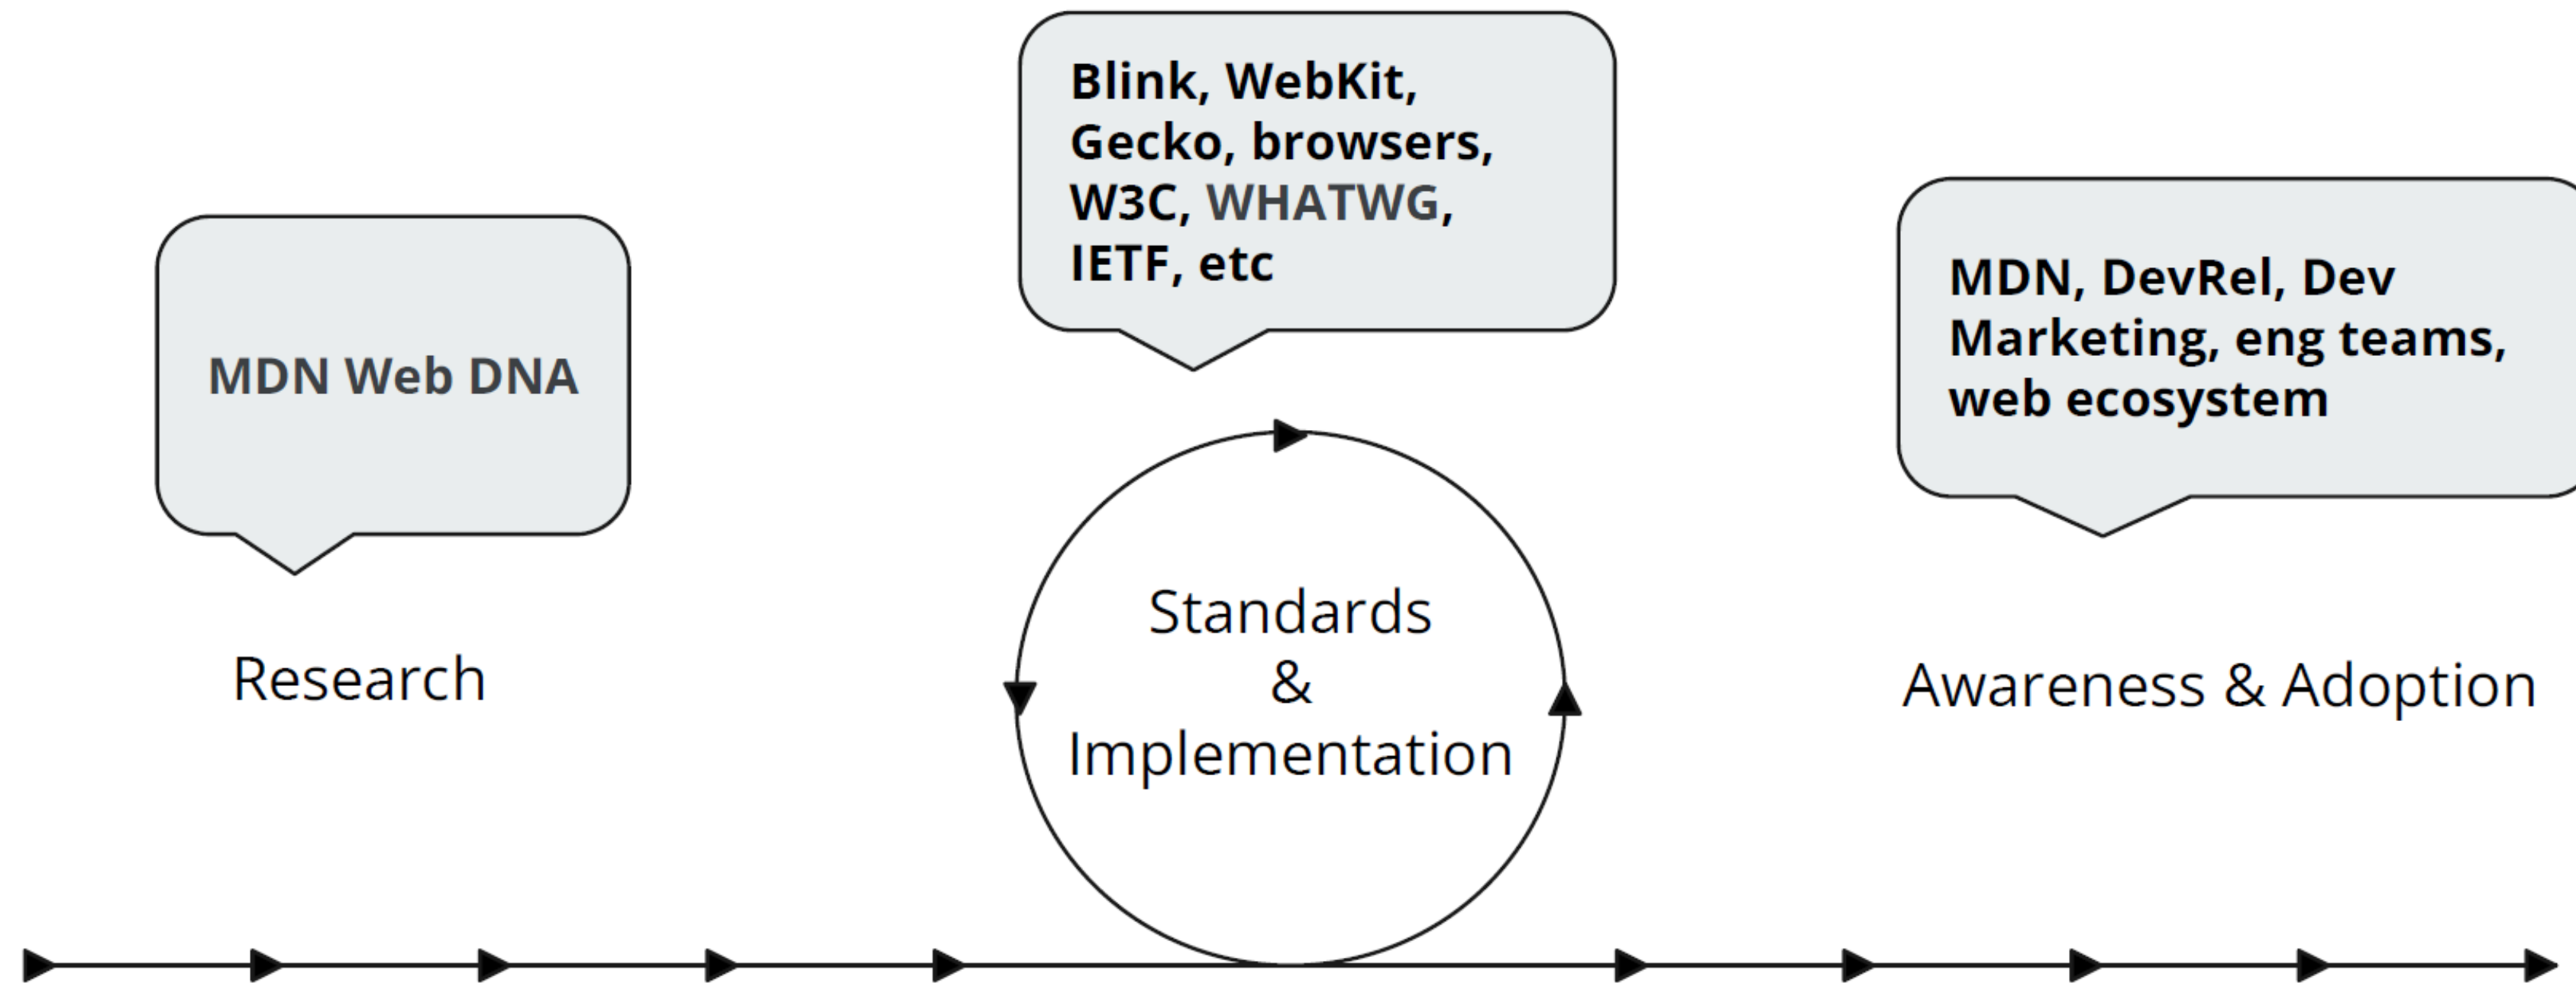 MDN Web DNA
Research
Blink, WebKit,
Gecko, browsers,
W3C, WHATWG,
IETF, etc
Standards
&
Implementation
MDN, DevRel, Dev
Marketing, eng teams,
web ecosystem
Awareness & Adoption